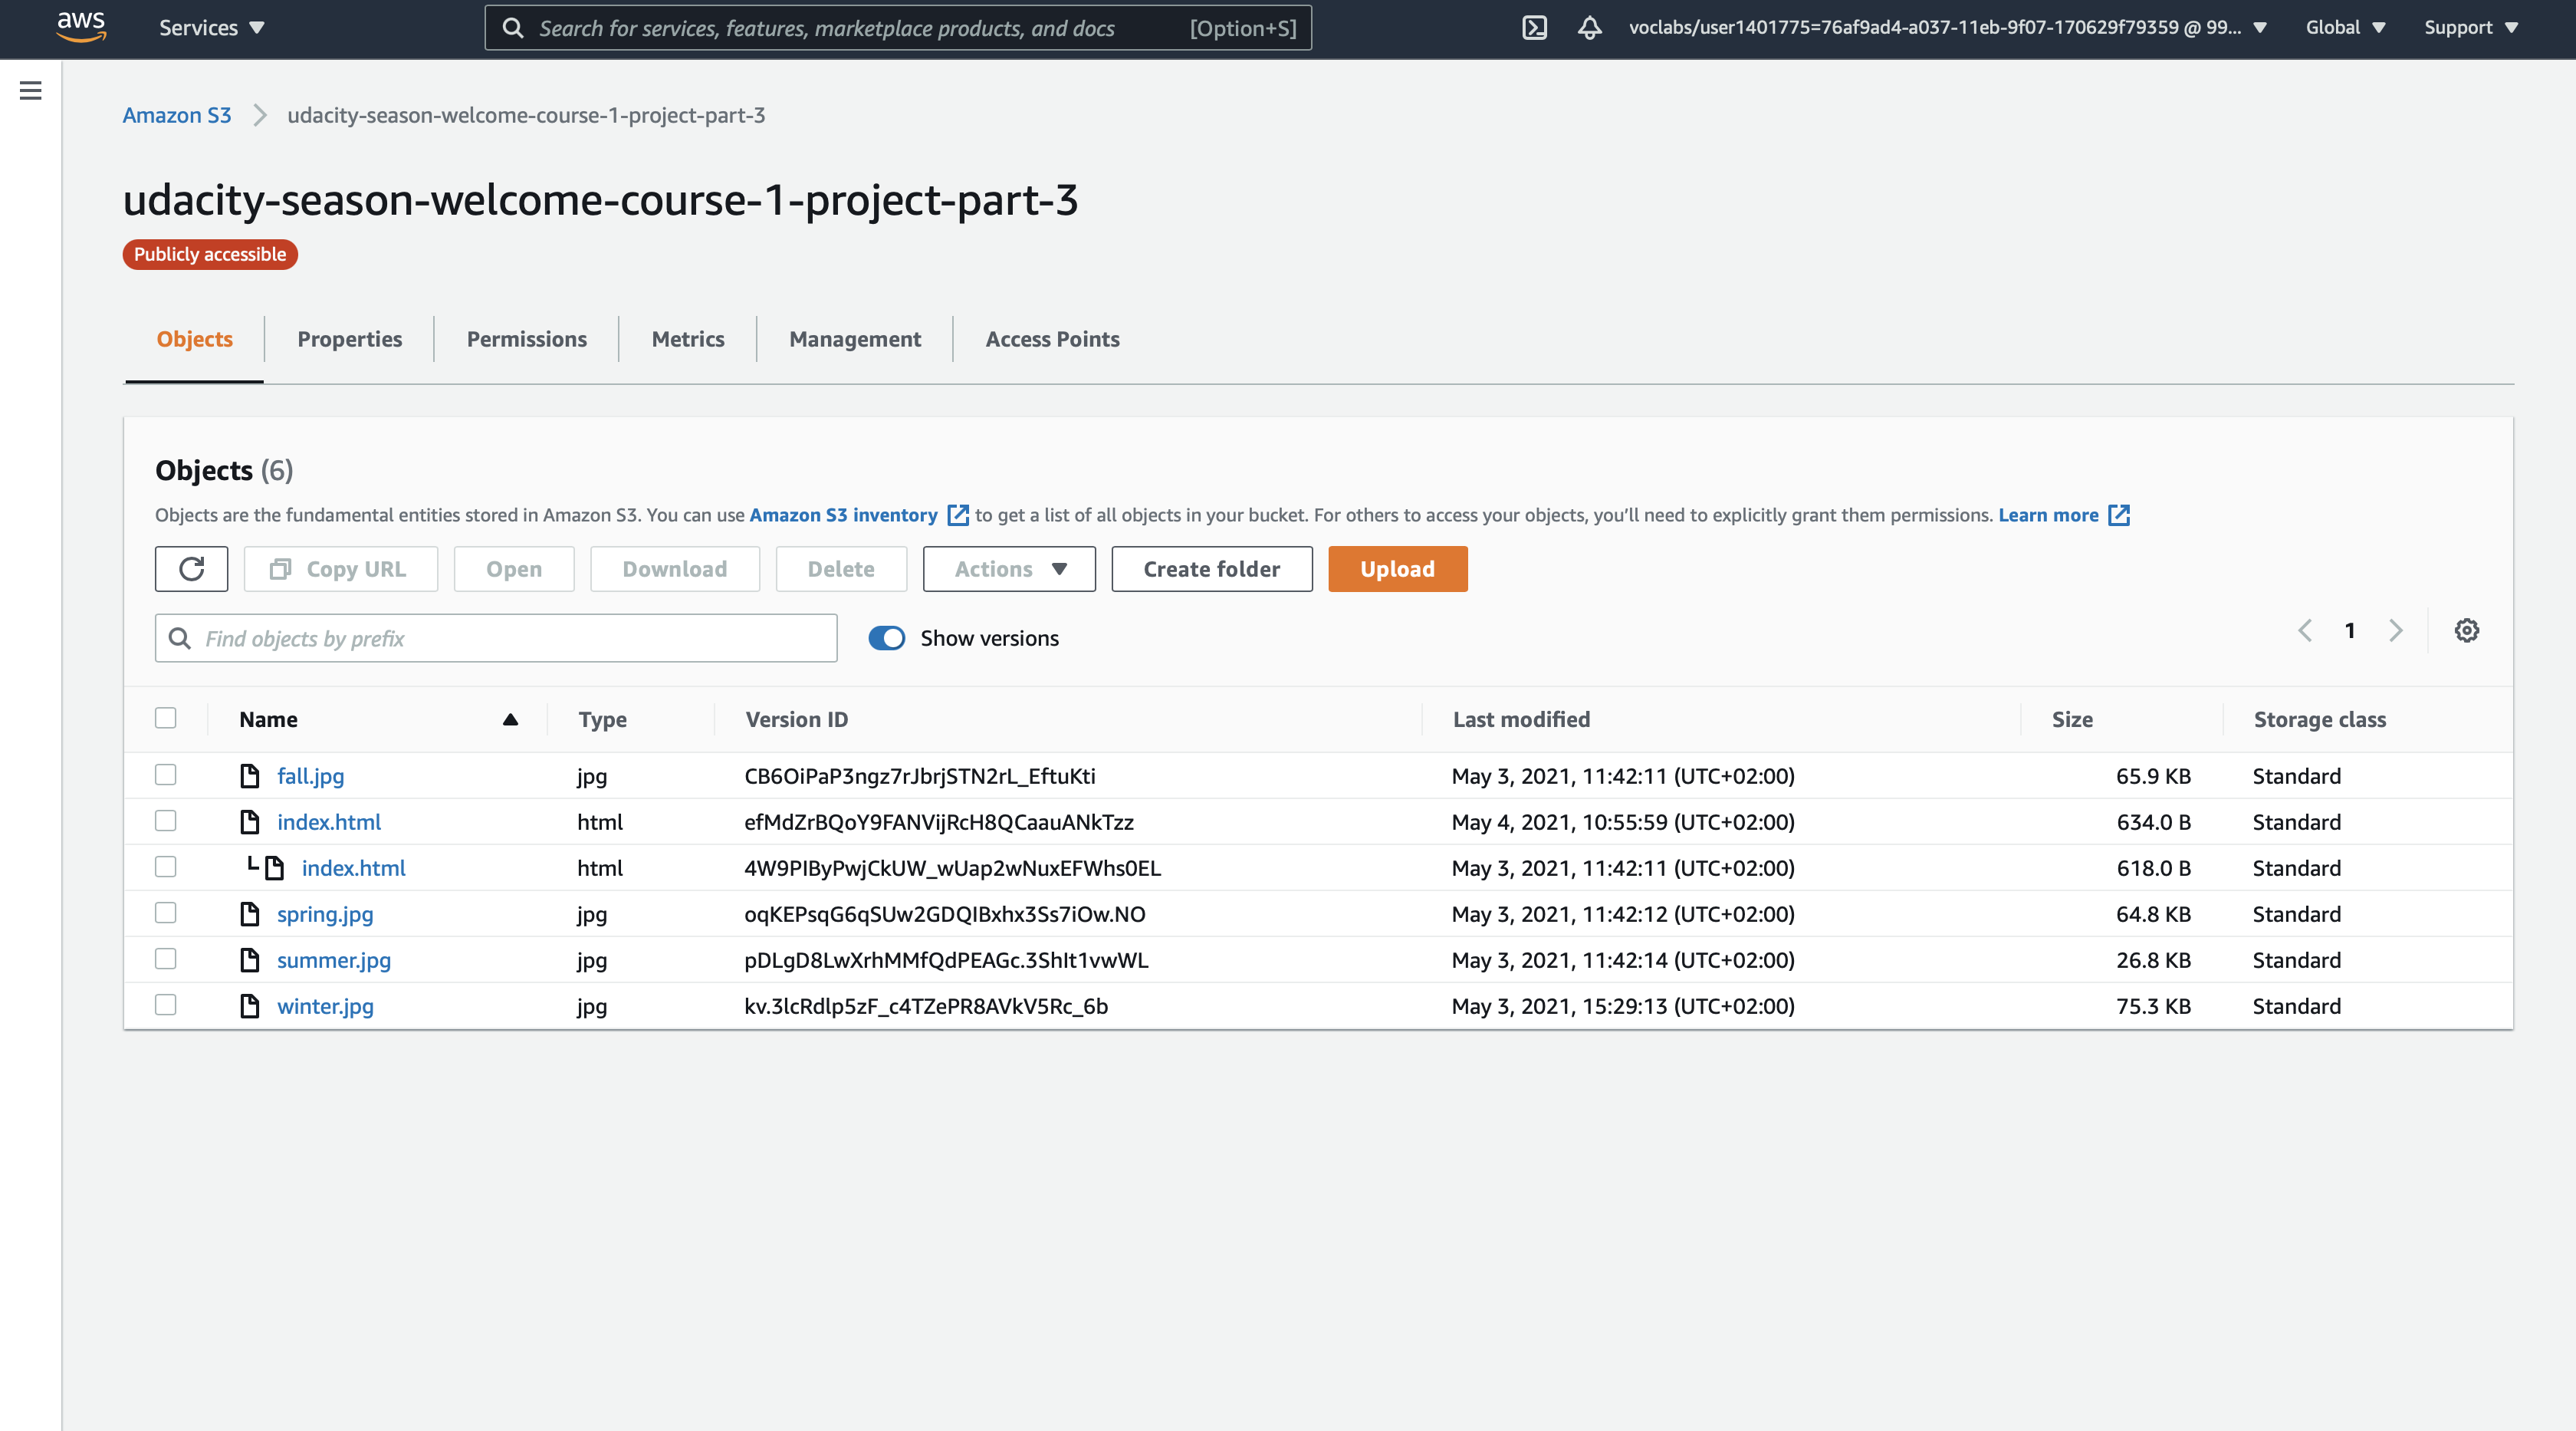 aws Services Search for services, features, marketplace products, and docs [Option+S] voclabs/user1401775=76af9ad4-a037-11eb-9f07-170629f79359 @ 99... Global Support
Amazon S3 udacity-season-welcome-course-1-project-part-3
udacity-season-welcome-course-1-project-part-3
Publicly accessible
Objects Properties Permissions Metrics Management Access Points
Objects (6)
Objects are the fundamental entities stored in Amazon S3. You can use Amazon S3 inventory to get a list of all objects in your bucket. For others to access your objects, you'll need to explicitly grant them permissions. Learn more
Copy URL Open Download Delete Actions Create folder Upload
Find objects by prefix Show versions 1
Name Type Version ID Last modified Size Storage class
fall.jpg jpg CB6OiPaP3ngz7rJbrjSTN2rL_EftuKti May 3, 2021, 11:42:11 (UTC+02:00) 65.9 KB Standard
index.html html efMdZrBQoY9FANVijRcH8QCaauANkTzz May 4, 2021, 10:55:59 (UTC+02:00) 634.0 B Standard
index.html html 4W9PIByPwjCkUW_wUap2wNuxEFWhs0EL May 3, 2021, 11:42:11 (UTC+02:00) 618.0 B Standard
spring.jpg jpg oqKEPsqG6qSUw2GDQIBxhx3Ss7iOw.NO May 3, 2021, 11:42:12 (UTC+02:00) 64.8 KB Standard
summer.jpg jpg pDLgD8LwXrhMMfQdPEAGc.3ShIt1vwWL May 3, 2021, 11:42:14 (UTC+02:00) 26.8 KB Standard
winter.jpg jpg kv.3lcRdlp5zF_c4TZePR8AVkV5Rc_6b May 3, 2021, 15:29:13 (UTC+02:00) 75.3 KB Standard